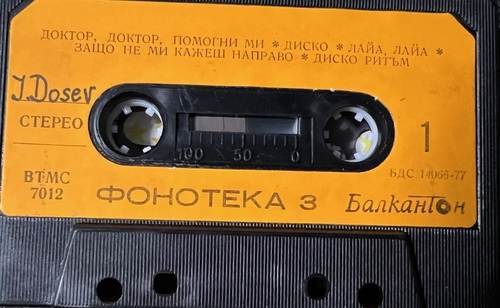 ДОКТОР, ДОКТОР, ПОМОГНИ МИ * ДИСКО * ЛАЙА, ЛАЙА *
ЗАЩО НЕ МИ КАЖЕШ НАПРАВО * ДИСКО РИТЪМ
J.Dosev
СТЕРЕО
100 50 0
1
ВТМС
7012
БДС 14066-77
ФОНОТЕКА 3
Балкантон